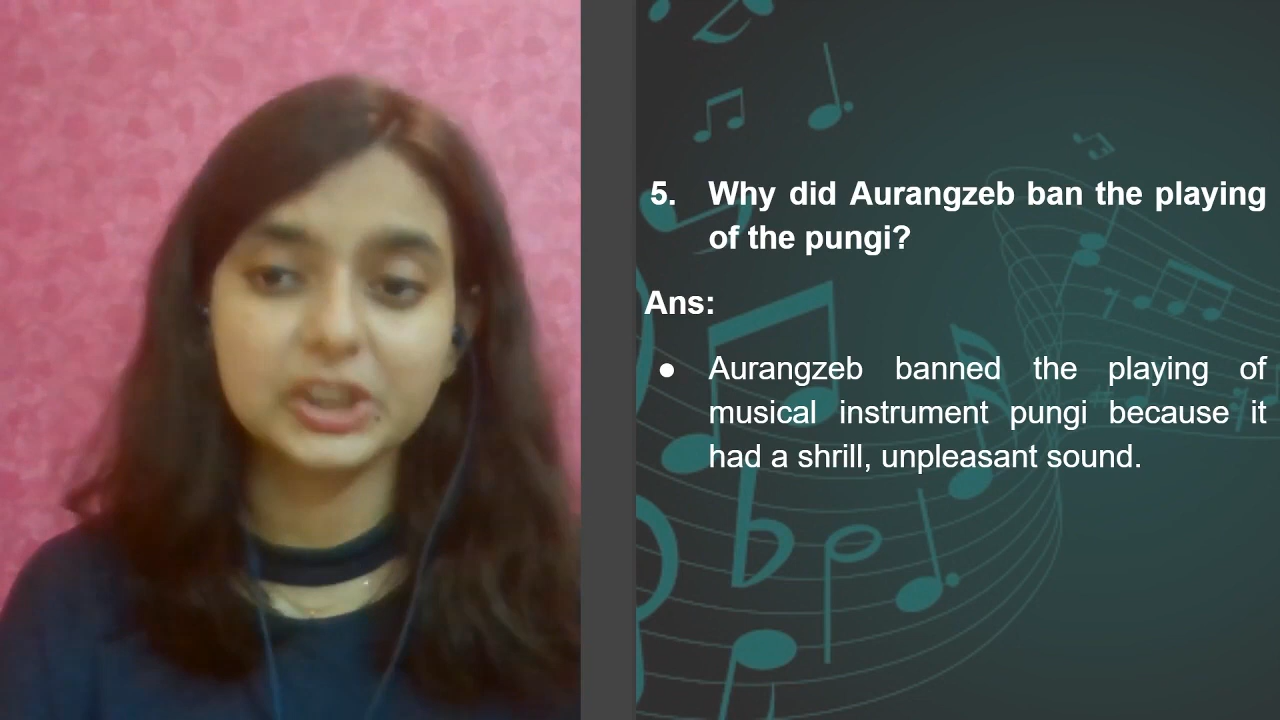 5. Why did Aurangzeb ban the playing
of the pungi?
Ans:
● Aurangzeb banned the playing of
musical instrument pungi because it
had a shrill, unpleasant sound.